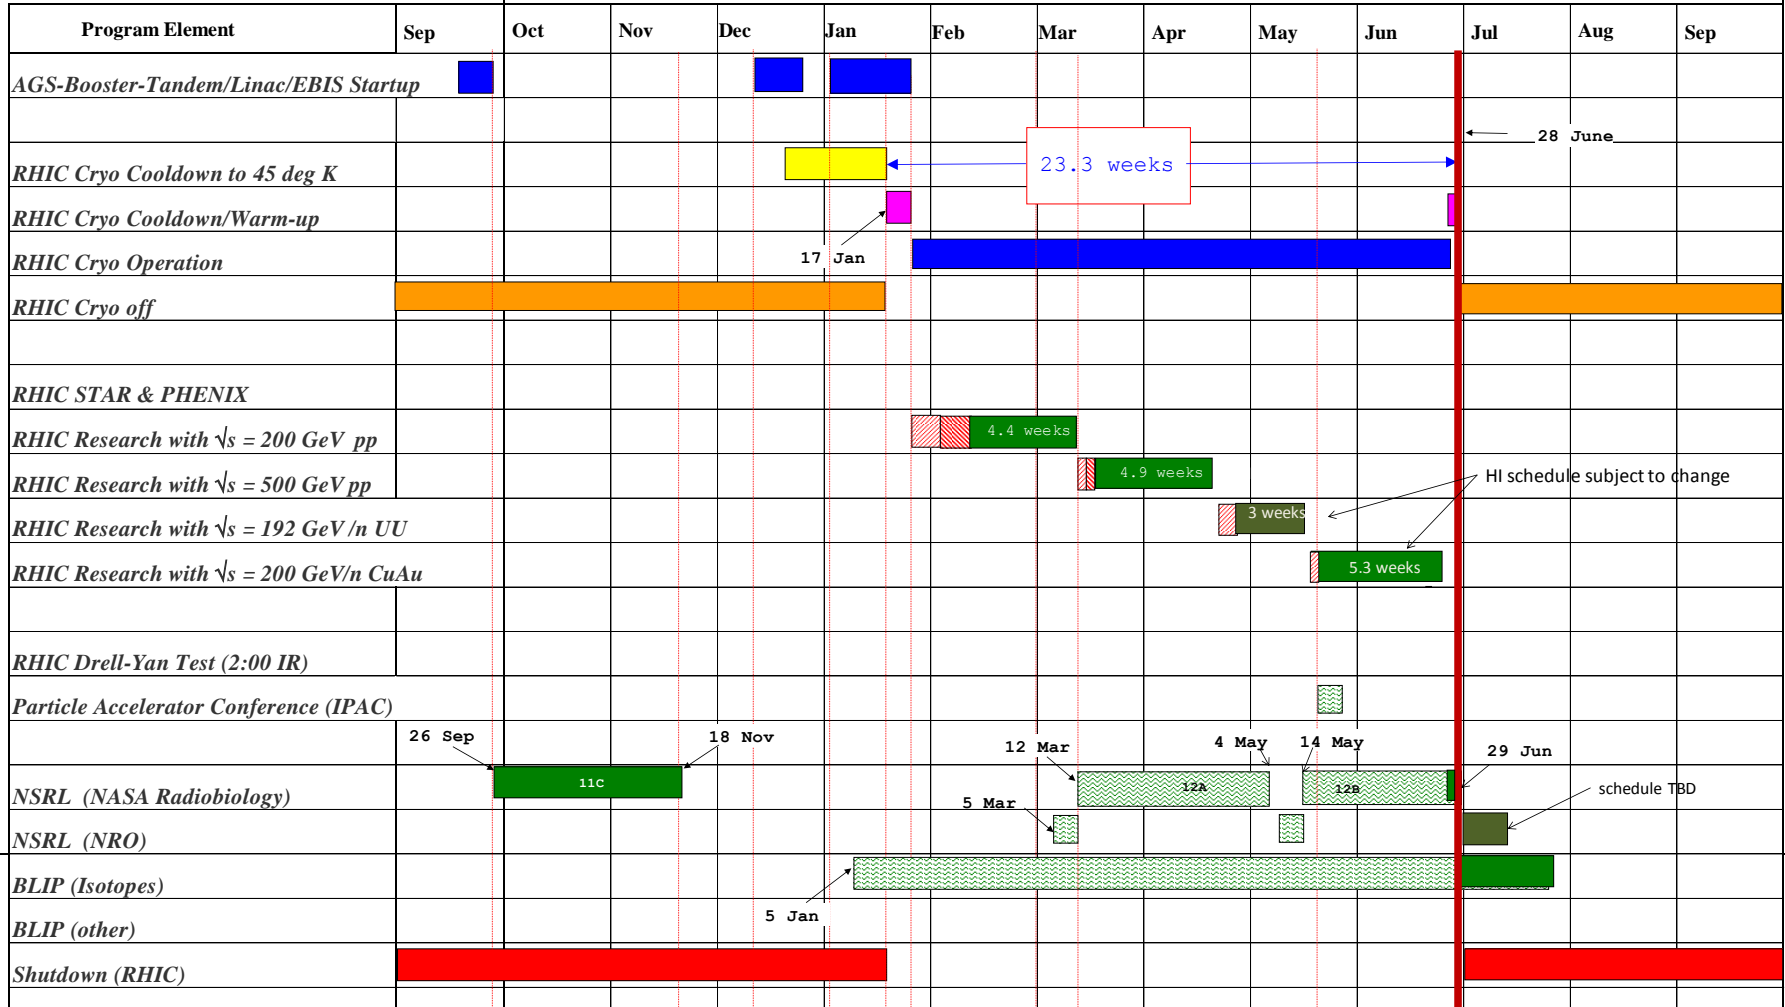 Program Element Sep Oct Nov Dec Jan Feb Mar Apr May Jun Jul Aug Sep
AGS-Booster-Tandem/Linac/EBIS Startup
28 June
RHIC Cryo Cooldown to 45 deg K 23.3 weeks
RHIC Cryo Cooldown/Warm-up
17 Jan
RHIC Cryo Operation
RHIC Cryo off
RHIC STAR & PHENIX
RHIC Research with √s = 200 GeV pp 4.4 weeks
RHIC Research with √s = 500 GeV pp 4.9 weeks
HI schedule subject to change
RHIC Research with √s = 192 GeV /n UU 3 weeks
RHIC Research with √s = 200 GeV/n CuAu 5.3 weeks
RHIC Drell-Yan Test (2:00 IR)
Particle Accelerator Conference (IPAC)
26 Sep 18 Nov 12 Mar 4 May 14 May 29 Jun
NSRL (NASA Radiobiology) 11C 12A 12B
schedule TBD
5 Mar
NSRL (NRO)
BLIP (Isotopes)
5 Jan
BLIP (other)
Shutdown (RHIC)